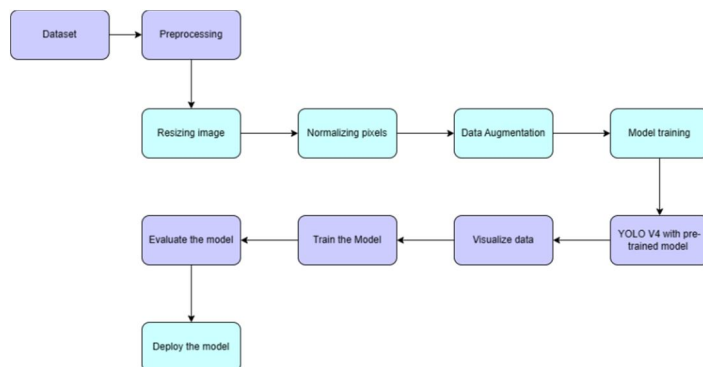 Dataset
Preprocessing
Resizing image
Normalizing pixels
Data Augmentation
Model training
YOLO V4 with pre-
trained model
Visualize data
Train the Model
Evaluate the model
Deploy the model